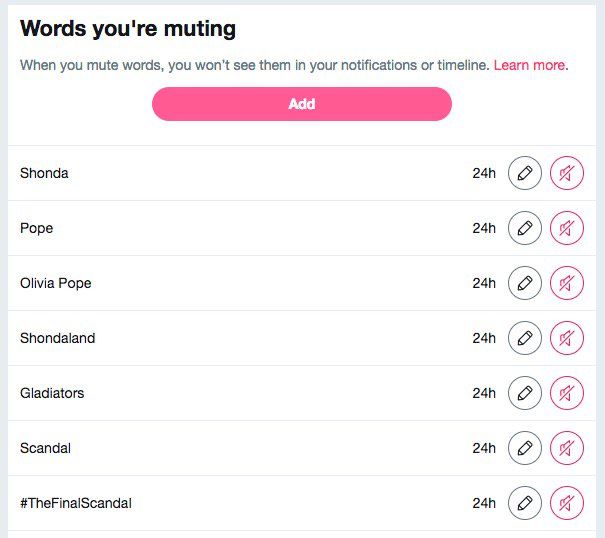 Words you're muting
When you mute words, you won't see them in your notifications or timeline. Learn more.
Add
Shonda 24h
Pope 24h
Olivia Pope 24h
Shondaland 24h
Gladiators 24h
Scandal 24h
#TheFinalScandal 24h